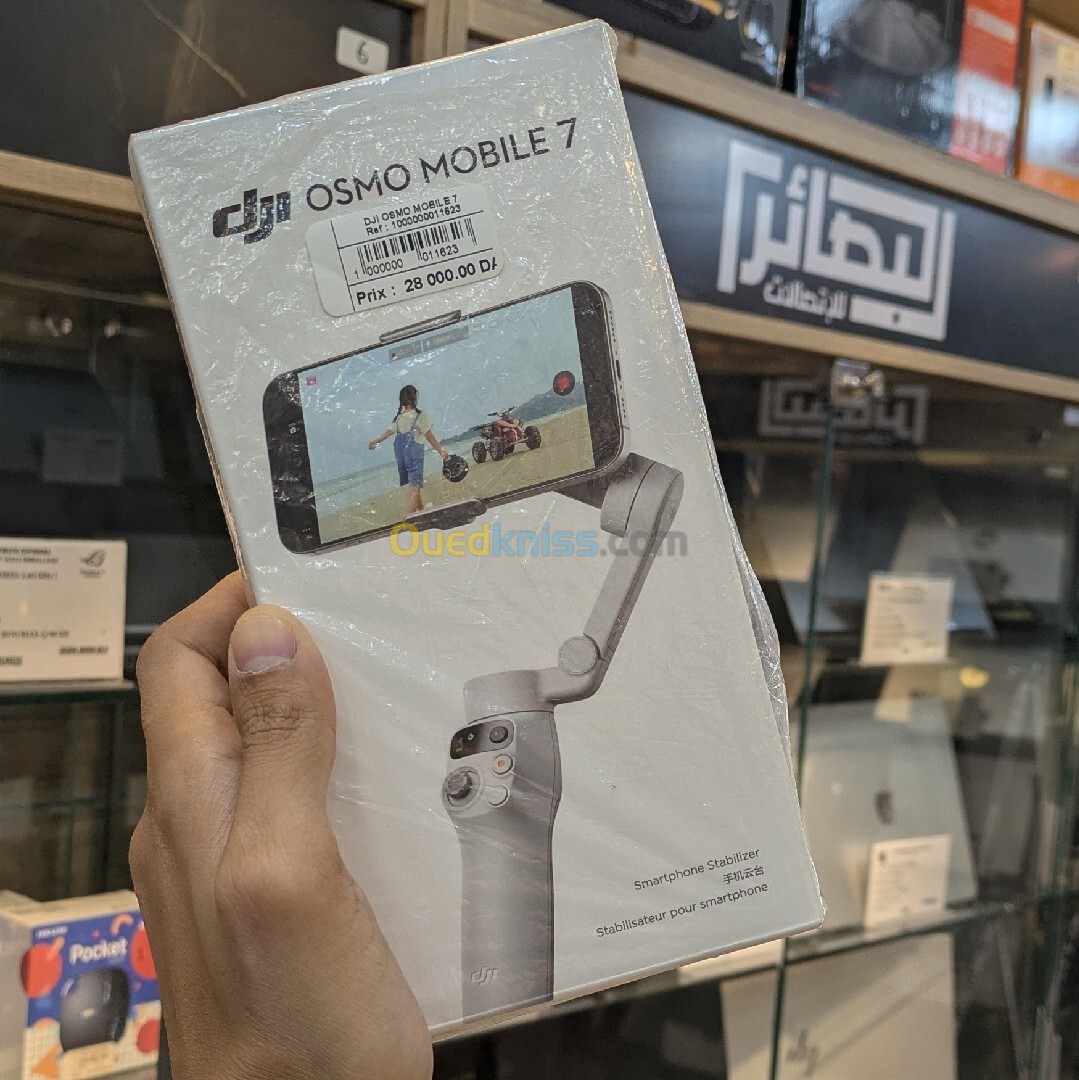 6
dji OSMO MOBILE 7
DJI OSMO MOBILE 7
Ref : 1000000011623
1 000000 011623
Prix : 28 000.00 DA
البصائر
للإتصالات
Ouedkniss.com
Smartphone Stabilizer
手机云台
Stabilisateur pour smartphone
dji
Pocket